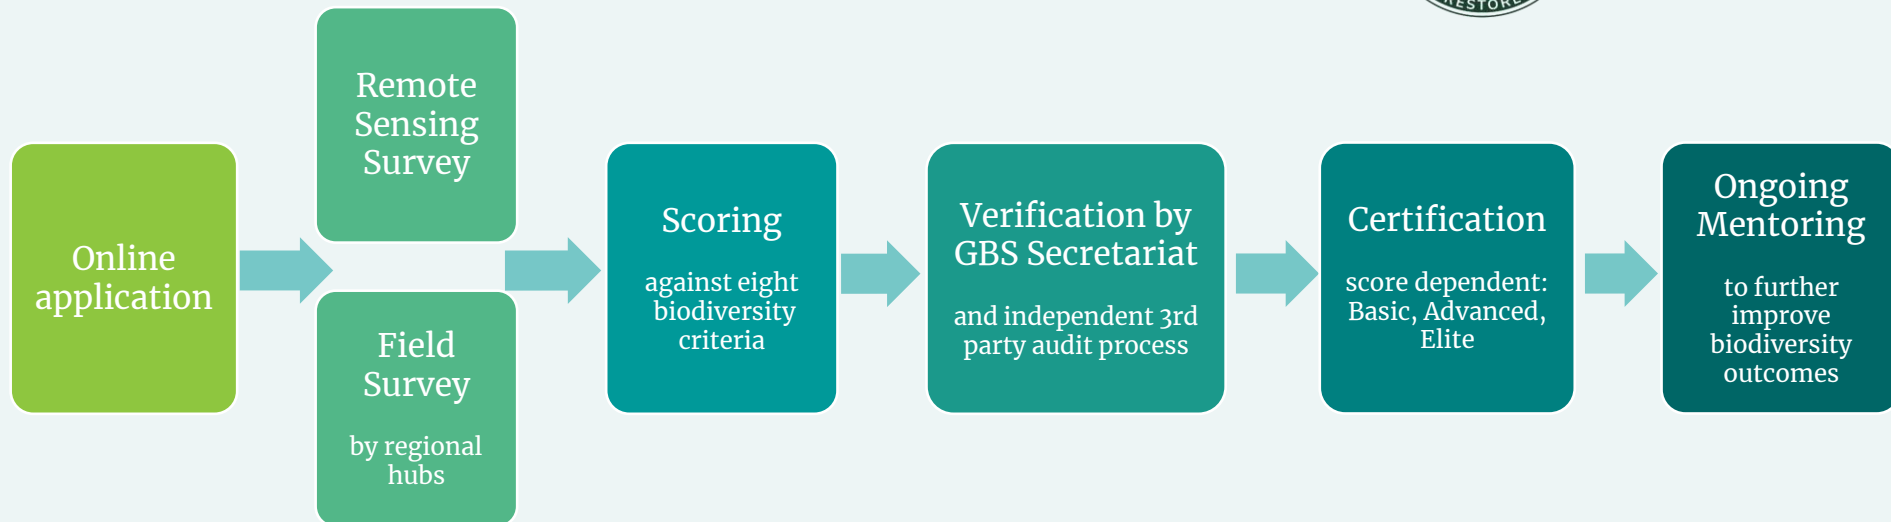 RESTORE
Online
application
Remote
Sensing
Survey
Field
Survey
by regional
hubs
Scoring
against eight
biodiversity
criteria
Verification by
GBS Secretariat
and independent 3rd
party audit process
Certification
score dependent:
Basic, Advanced,
Elite
Ongoing
Mentoring
to further
improve
biodiversity
outcomes